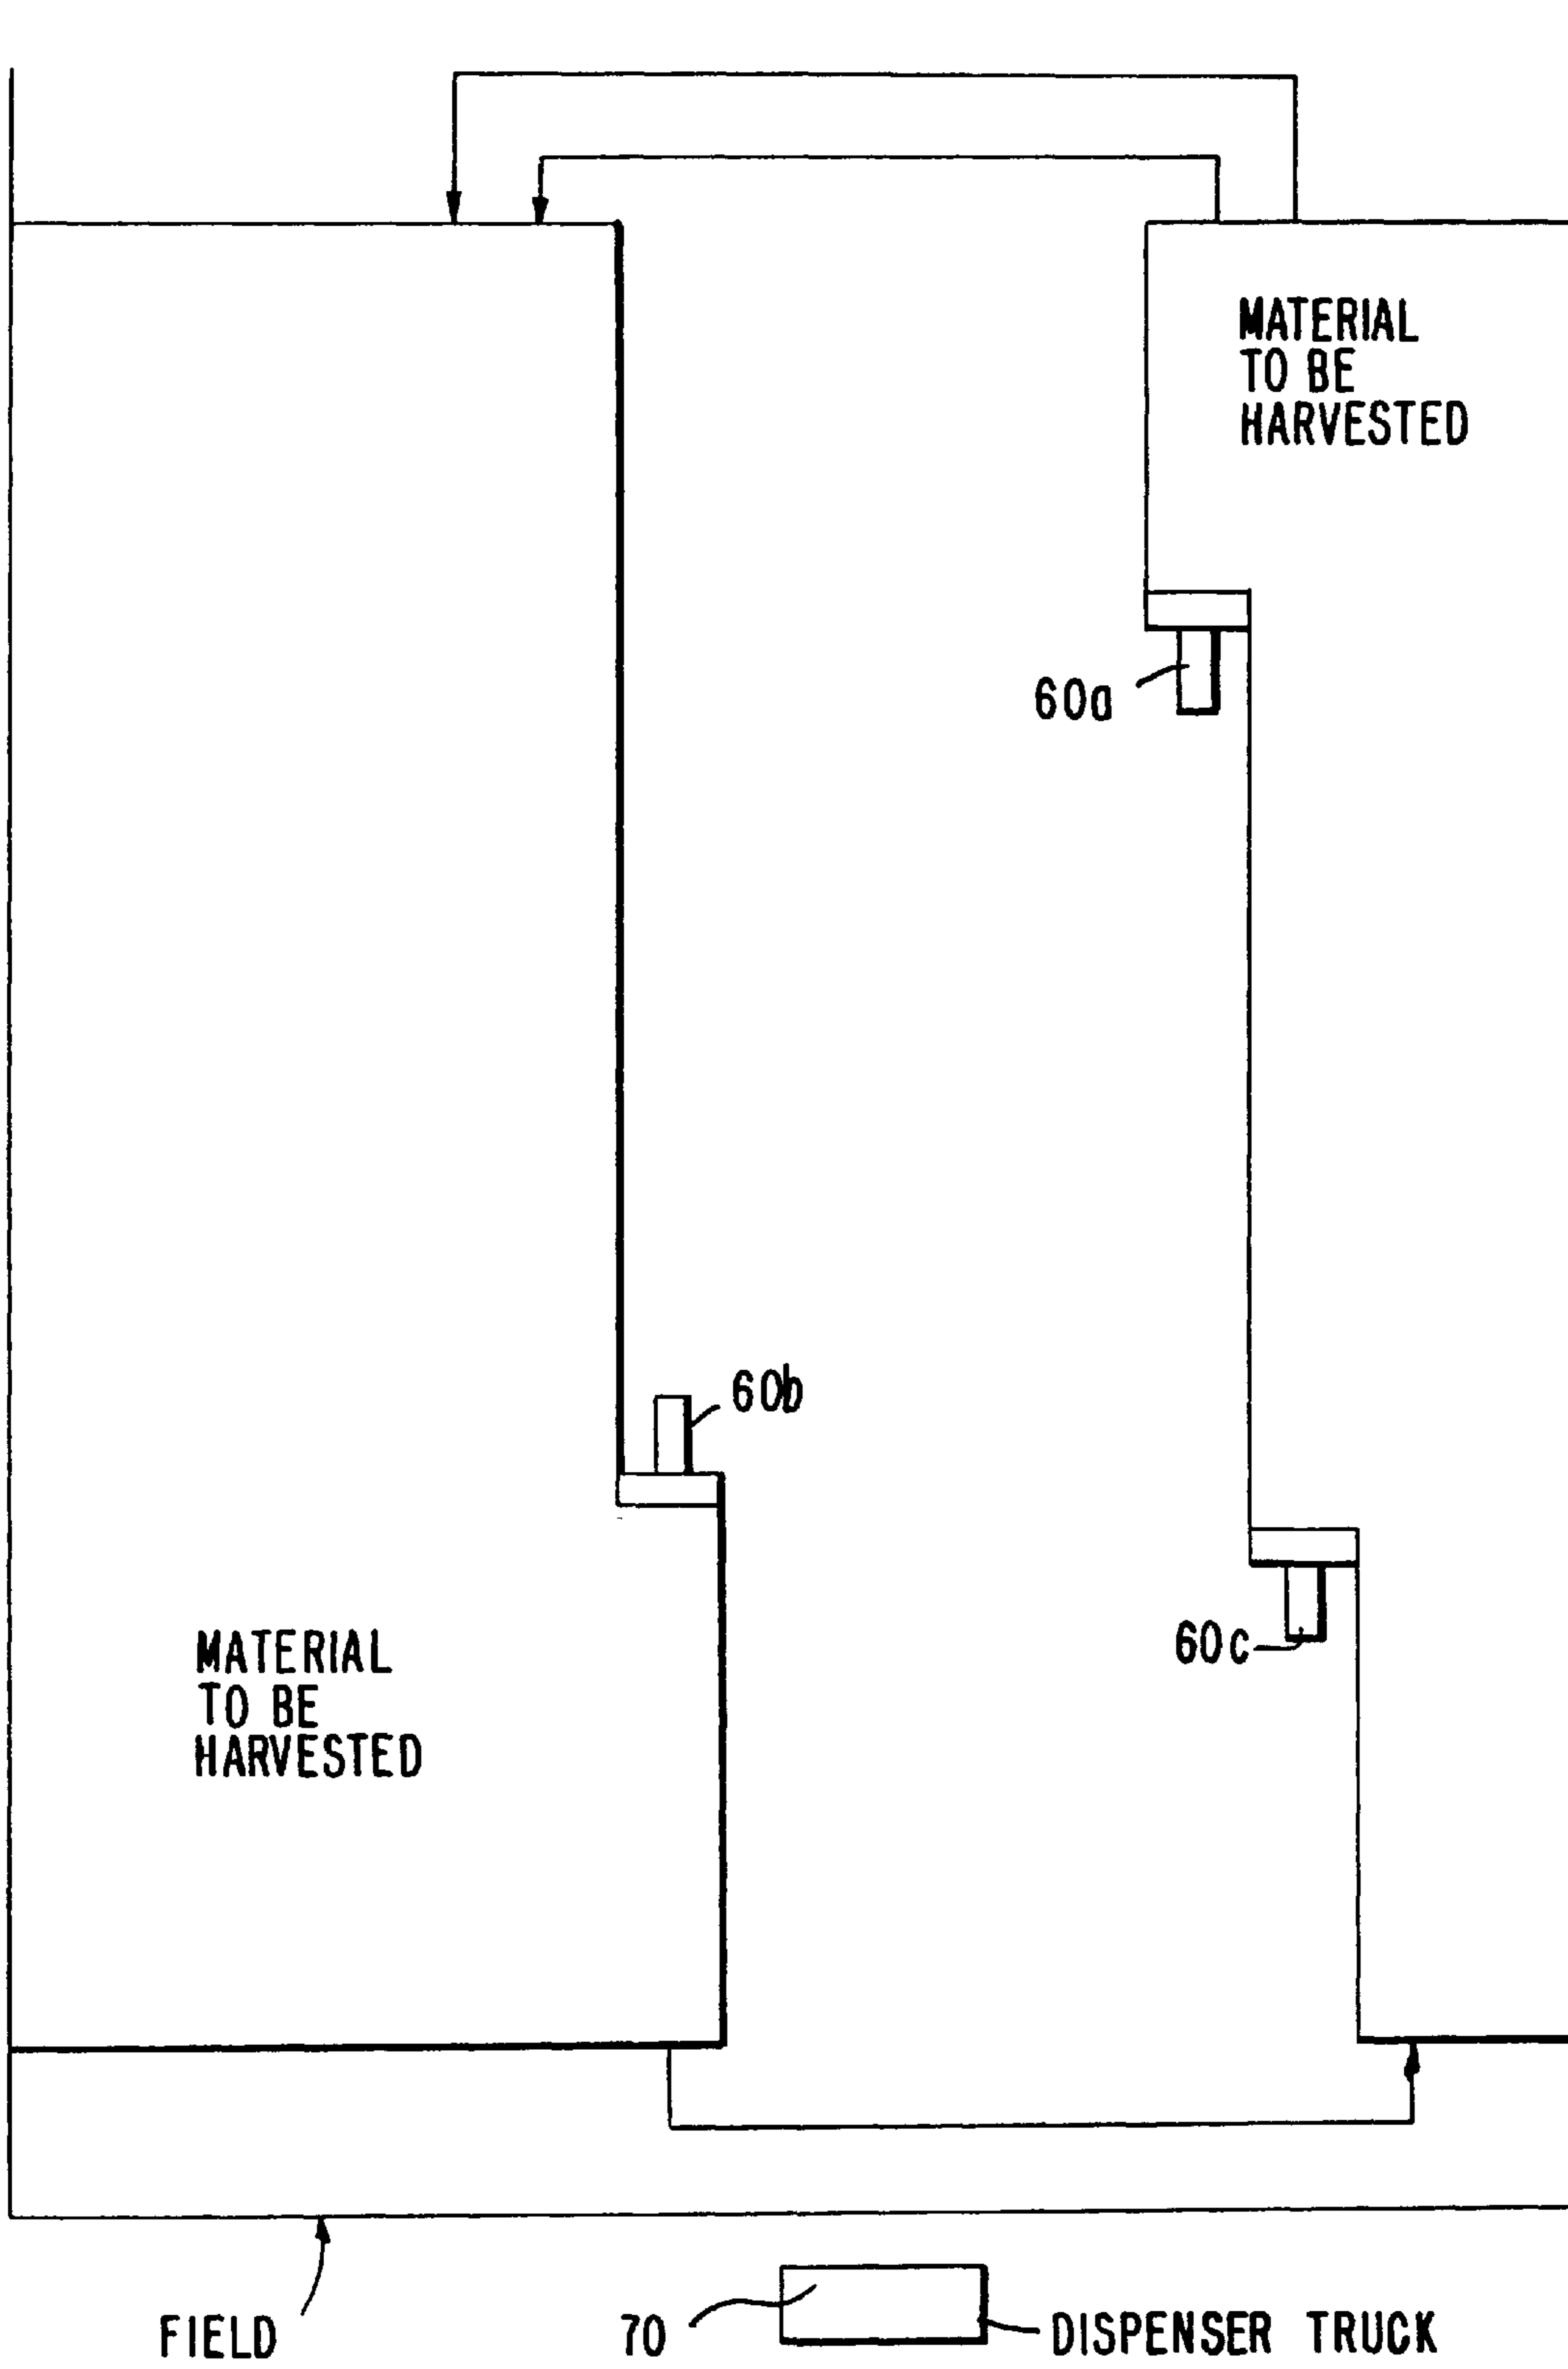 MATERIAL
TO BE
HARVESTED
60a
60b
60c
MATERIAL
TO BE
HARVESTED
FIELD
70
DISPENSER TRUCK